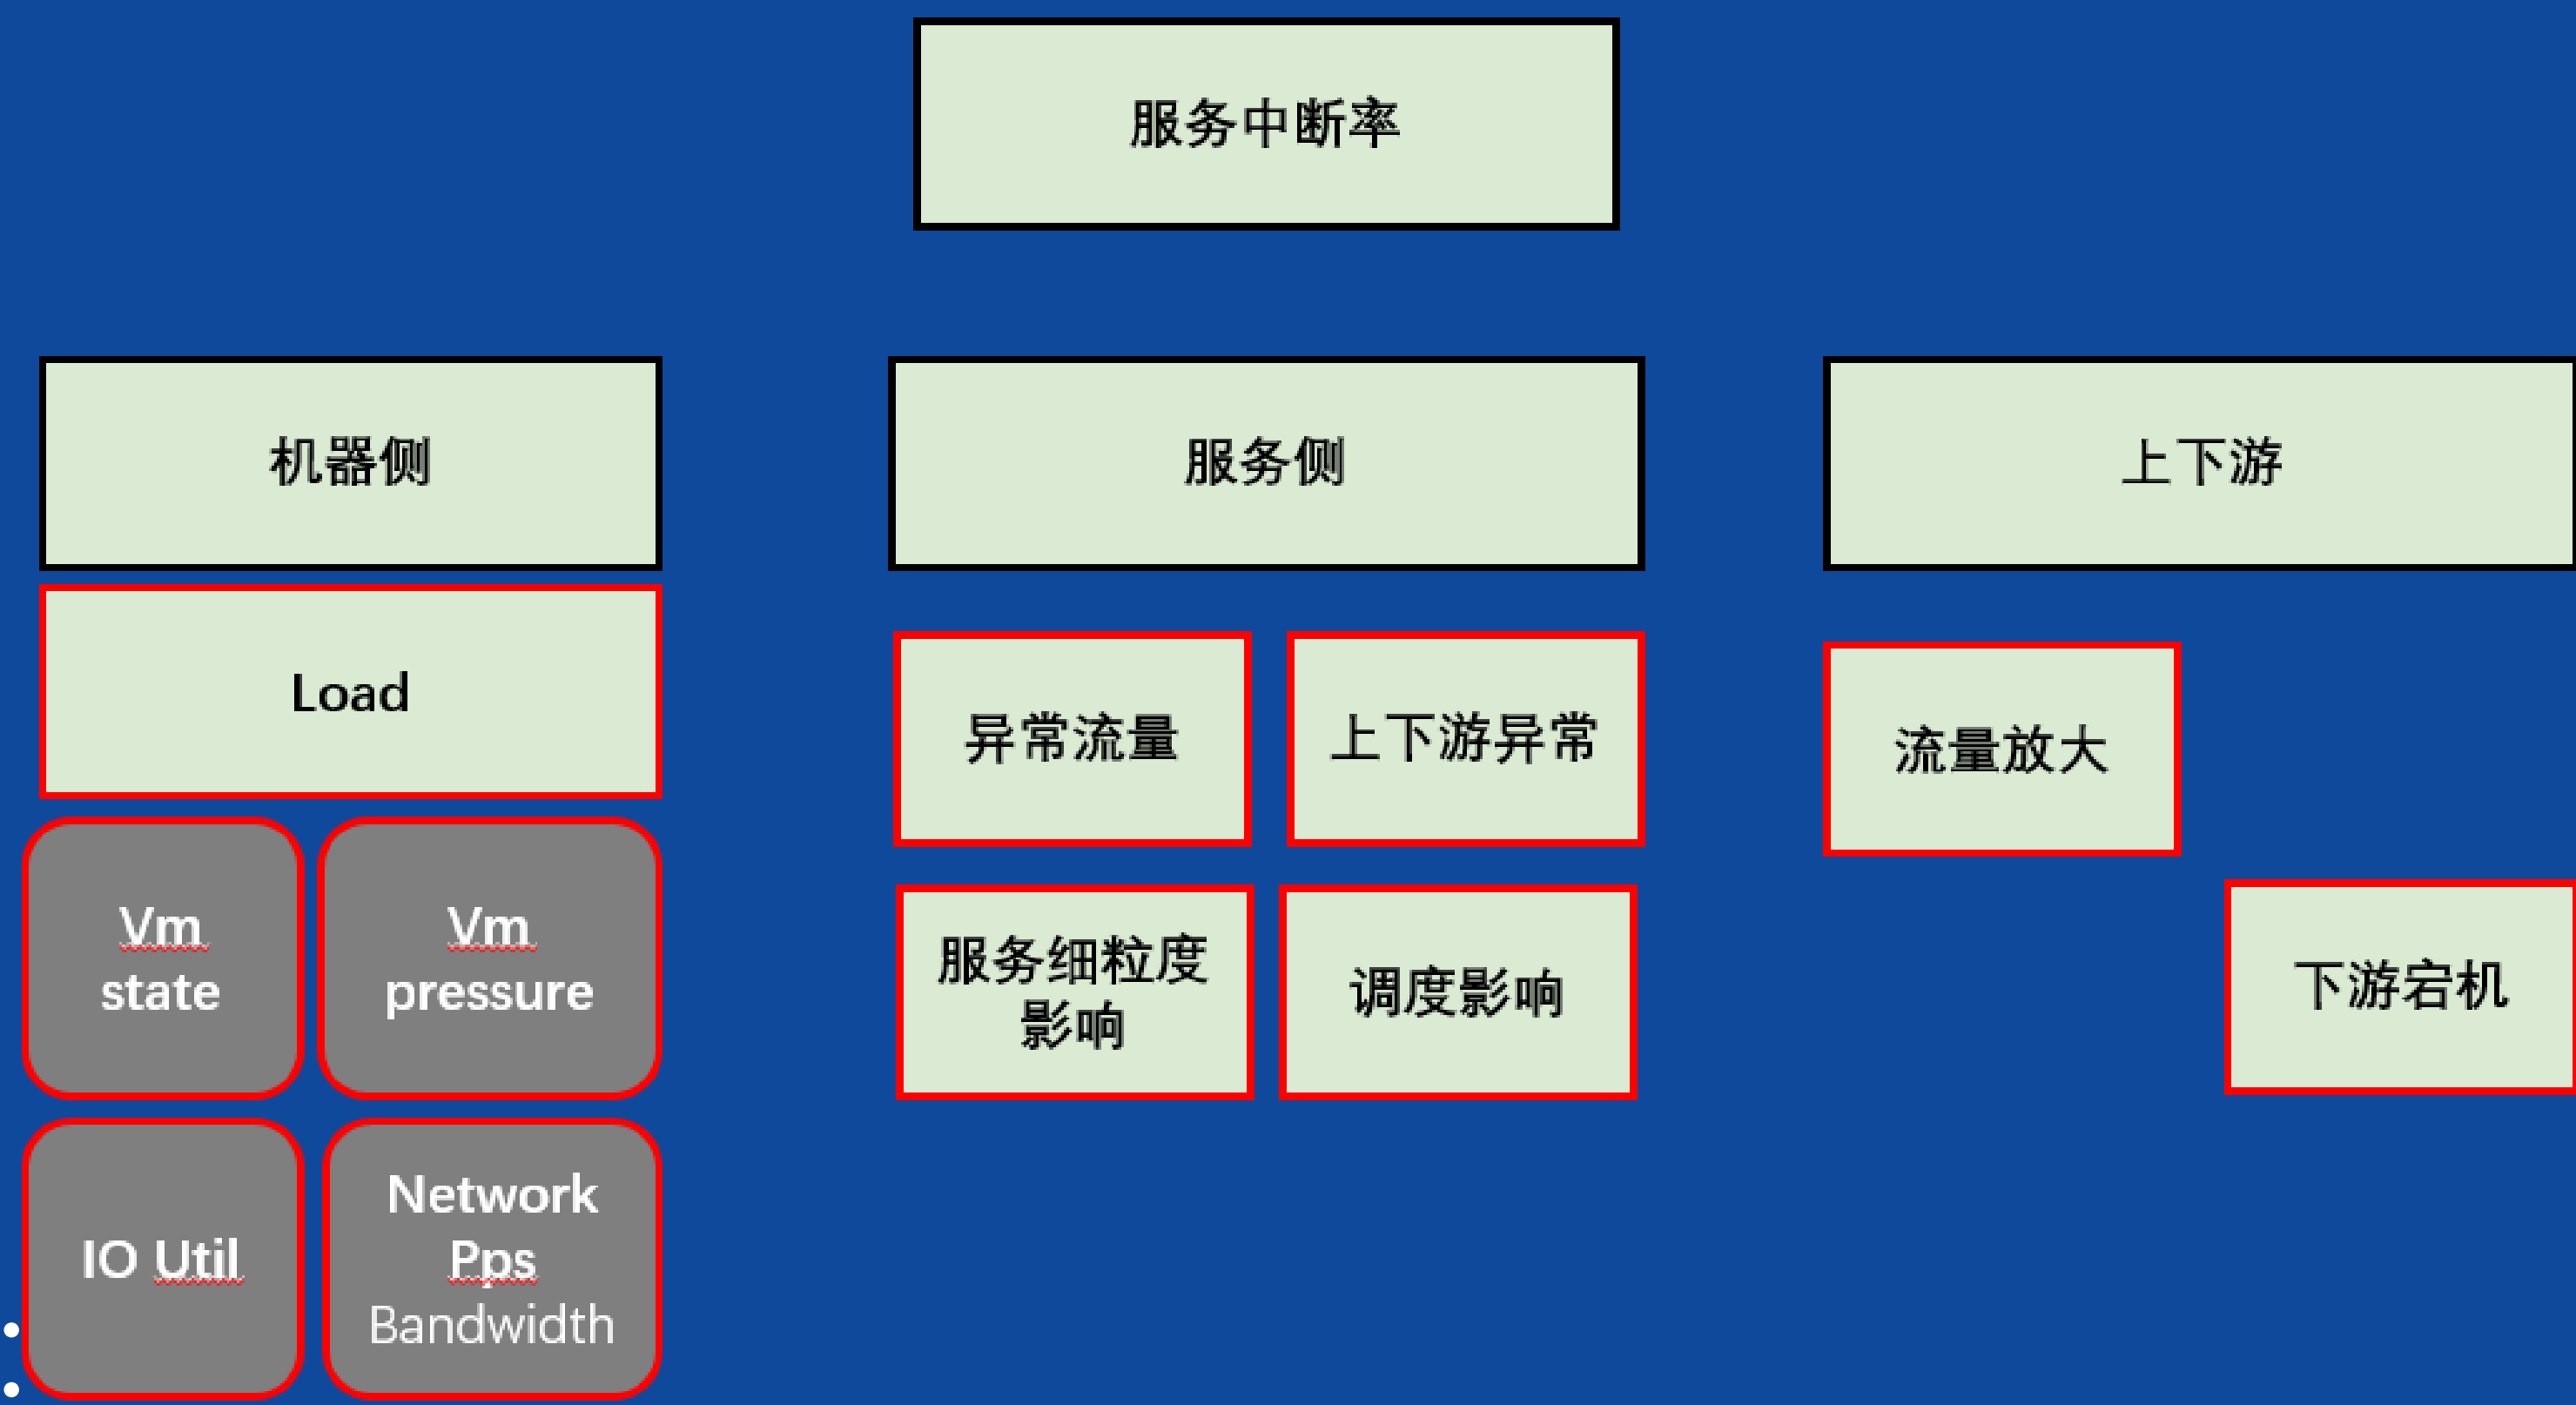 服务中断率
机器侧
服务侧
上下游
Load
异常流量
上下游异常
流量放大
Vm
state
Vm
pressure
服务细粒度
影响
调度影响
下游宕机
IO Util
Network
Pps
Bandwidth